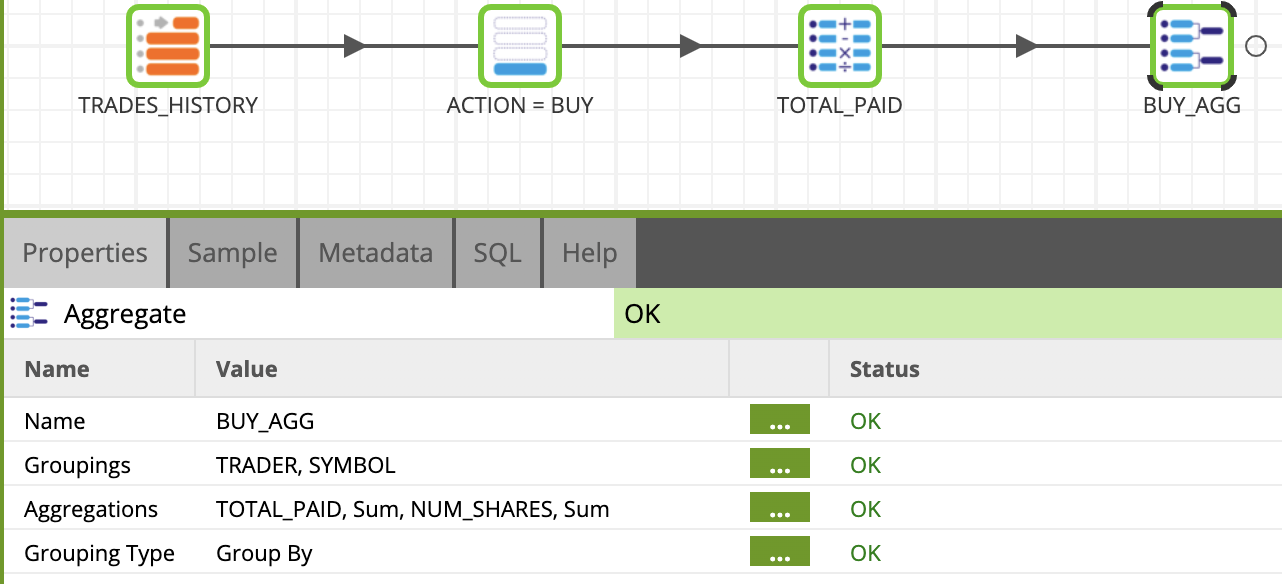 TRADES_HISTORY ACTION = BUY TOTAL_PAID BUY_AGG
Properties Sample Metadata SQL Help
Aggregate OK
Name Value Status
Name BUY_AGG ... OK
Groupings TRADER, SYMBOL ... OK
Aggregations TOTAL_PAID, Sum, NUM_SHARES, Sum ... OK
Grouping Type Group By ... OK